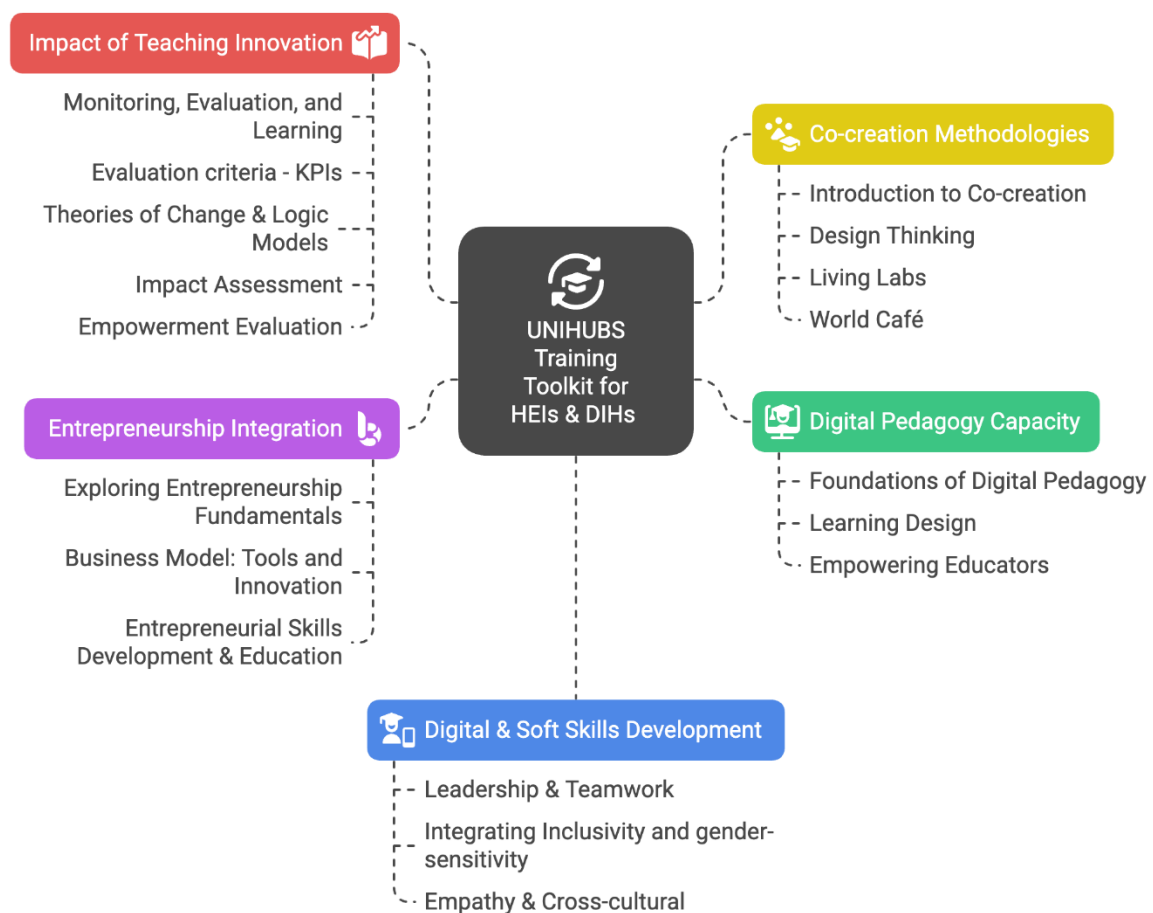 Impact of Teaching Innovation
Monitoring, Evaluation, and
Learning
Evaluation criteria - KPIs
Theories of Change & Logic
Models
Impact Assessment
Empowerment Evaluation
Entrepreneurship Integration
Exploring Entrepreneurship
Fundamentals
Business Model: Tools and
Innovation
Entrepreneurial Skills
Development & Education
UNIHUBS
Training
Toolkit for
HEIs & DIHs
Co-creation Methodologies
Introduction to Co-creation
Design Thinking
Living Labs
World Café
Digital Pedagogy Capacity
Foundations of Digital Pedagogy
Learning Design
Empowering Educators
Digital & Soft Skills Development
Leadership & Teamwork
Integrating Inclusivity and gender-
sensitivity
Empathy & Cross-cultural